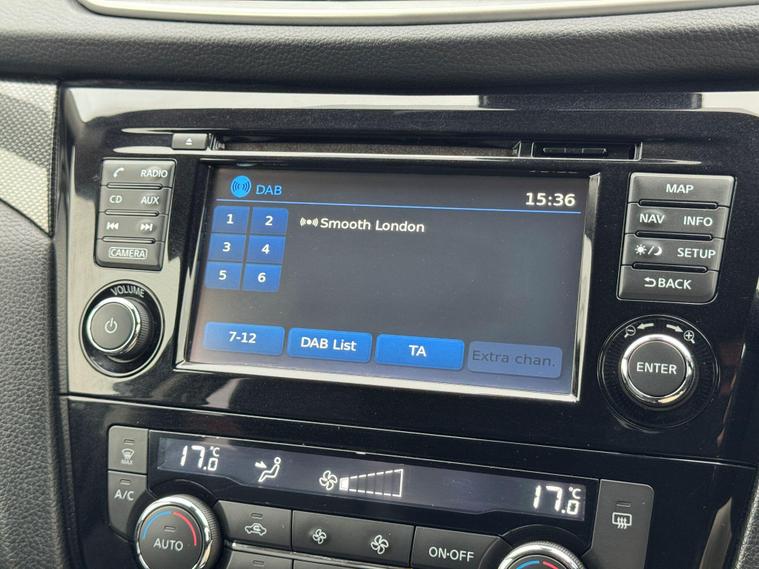 RADIO
CD AUX
CAMERA
VOLUME
DAB
15:36
1 2
3 4
5 6
Smooth London
7-12
DAB List
TA
Extra chan.
MAP
NAV INFO
SETUP
BACK
ENTER
MAX
A/C
17.0°C
17.0°C
AUTO
ON·OFF